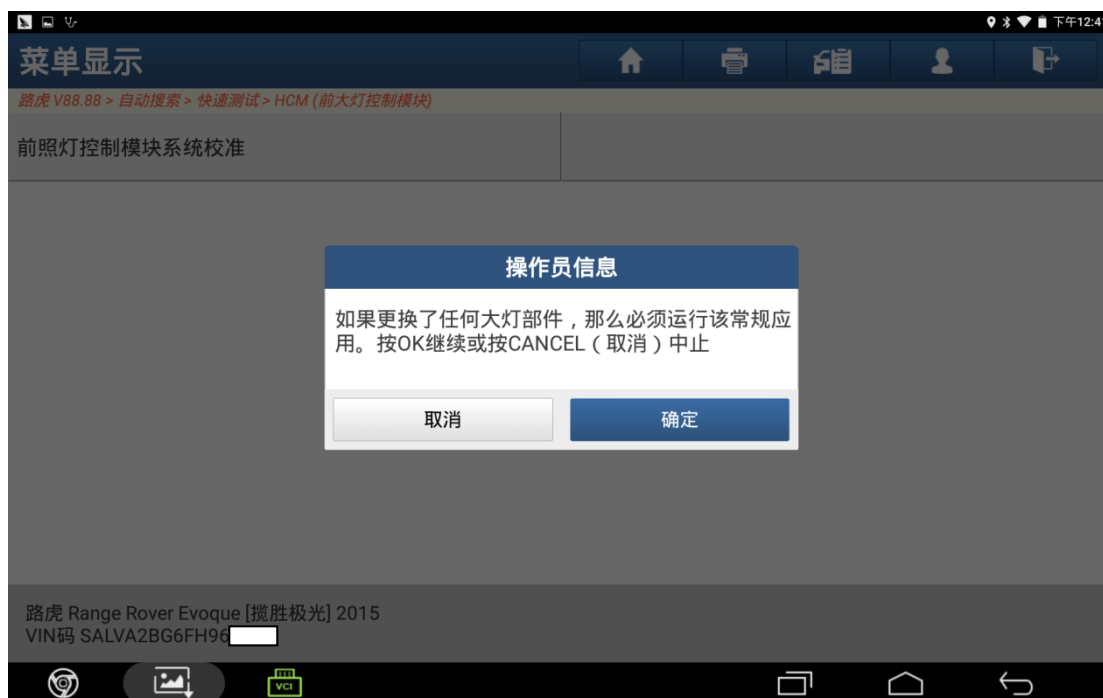 下午12:41
菜单显示
路虎 V88.88 > 自动搜索 > 快速测试 > HCM (前大灯控制模块)
前照灯控制模块系统校准
操作员信息
如果更换了任何大灯部件，那么必须运行该常规应
用。按OK继续或按CANCEL（取消）中止
取消
确定
路虎 Range Rover Evoque [揽胜极光] 2015
VIN码 SALVA2BG6FH96
VCI